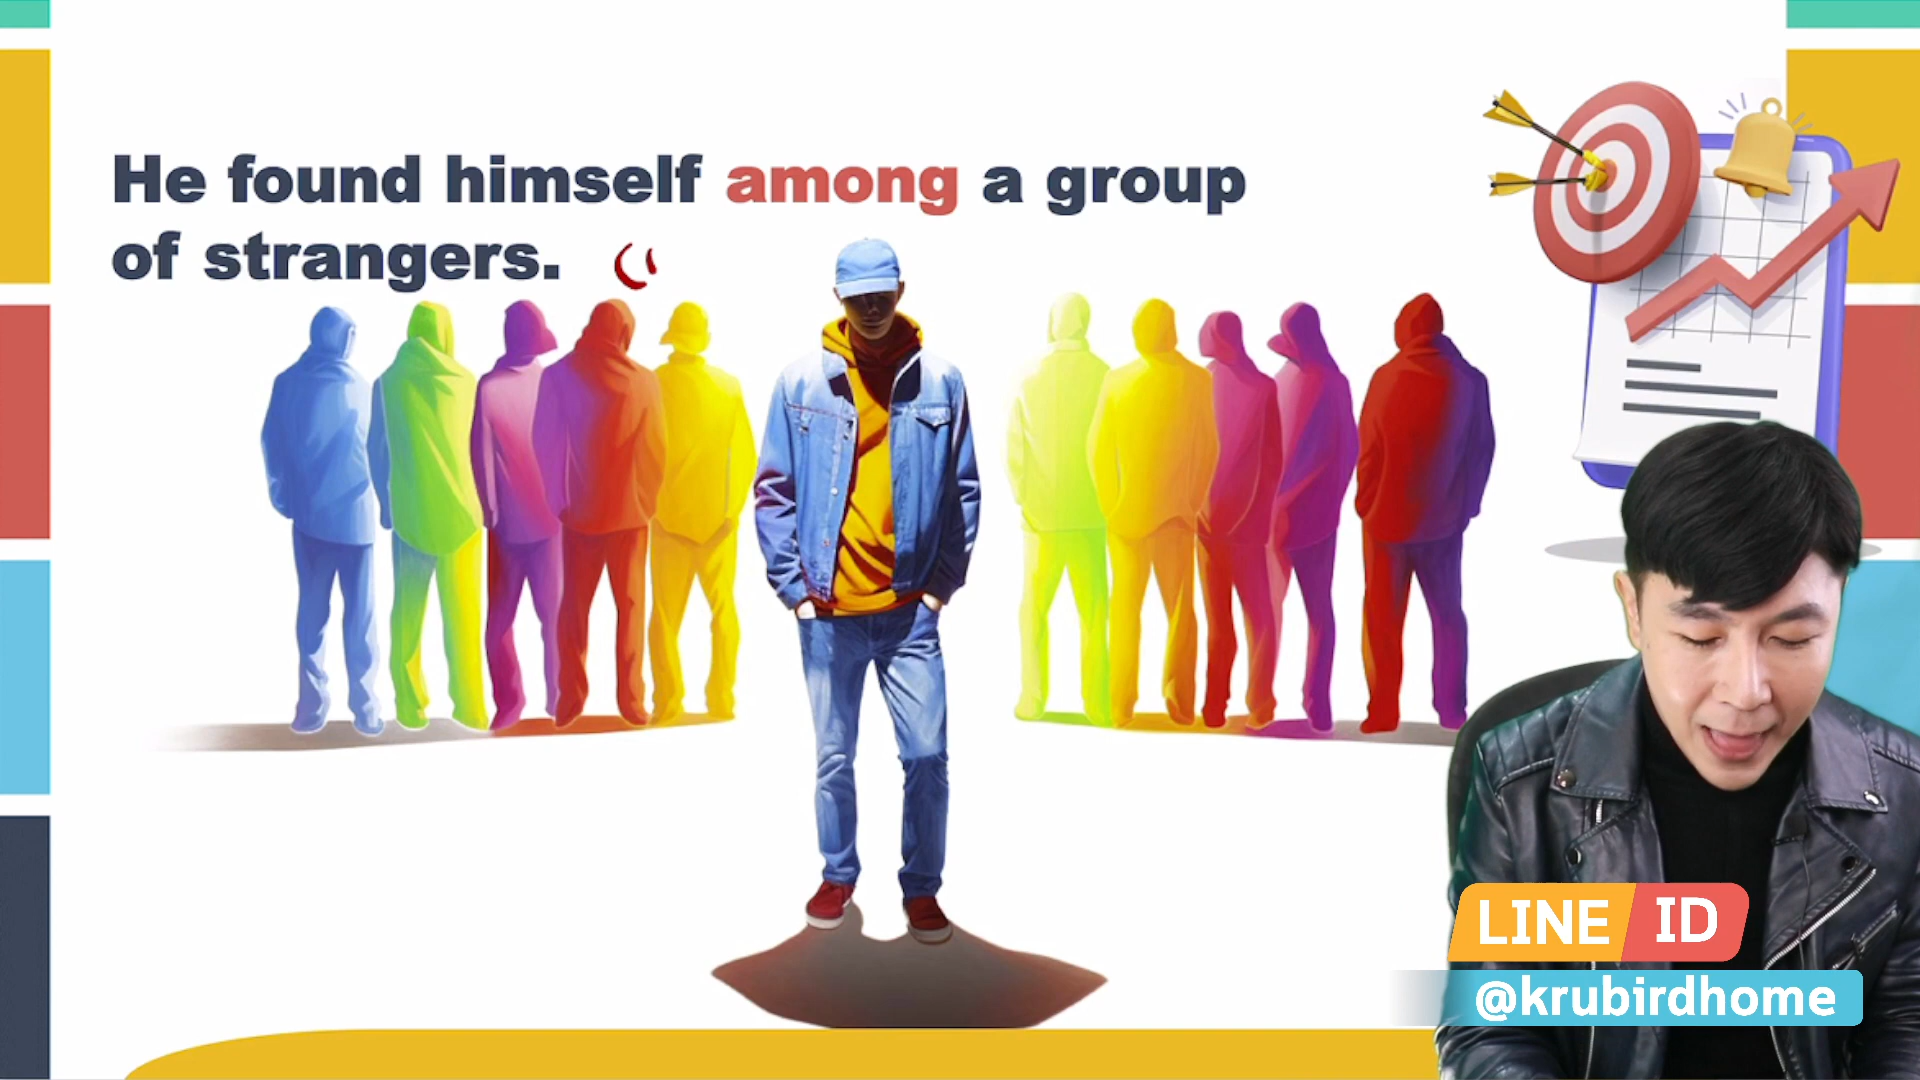 He found himself among a group
of strangers.
LINE ID
@krubirdhome